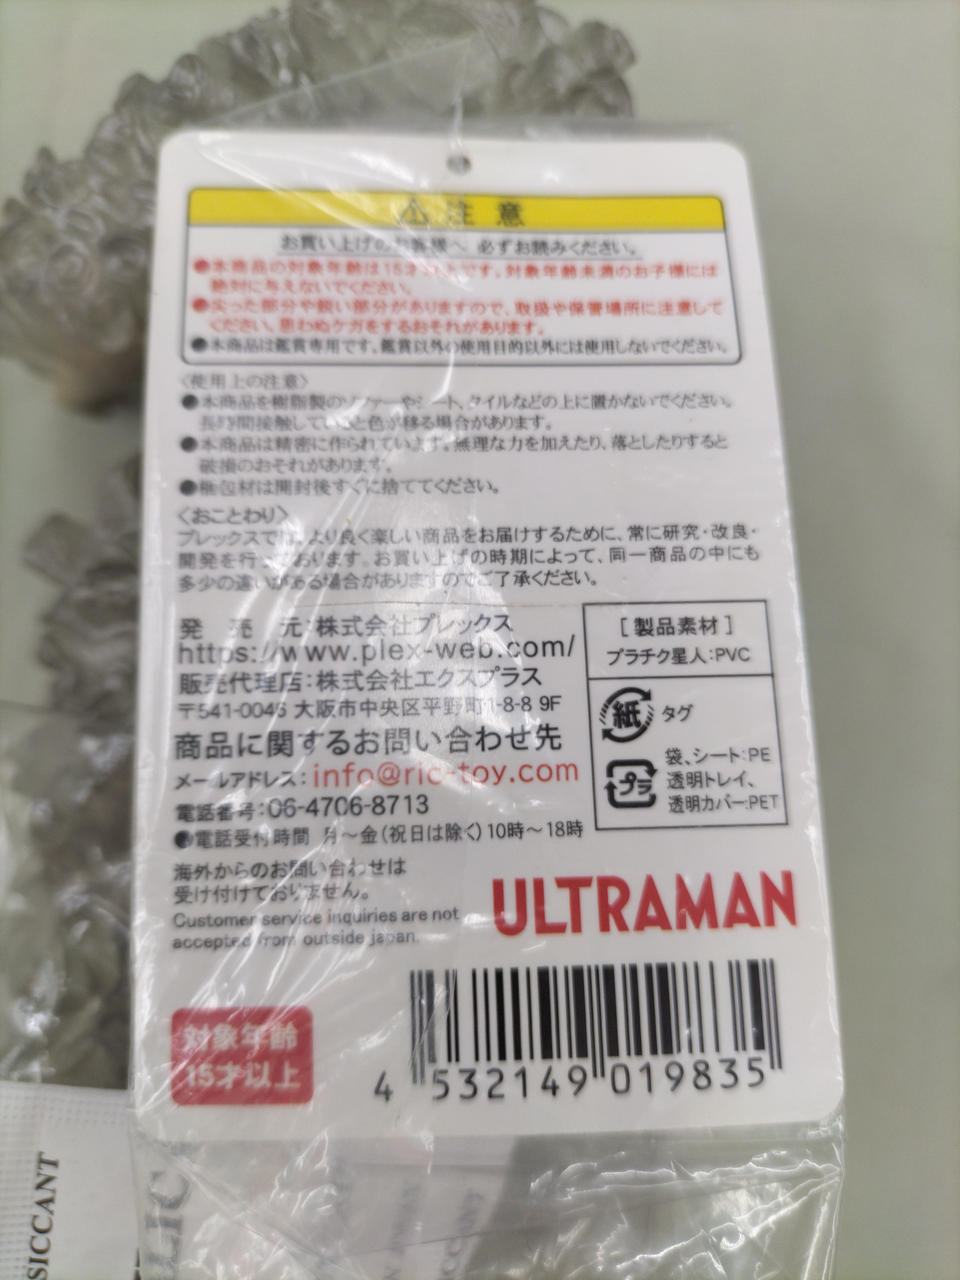 ⚠ 注意
お買い上げのお客様へ 必ずお読みください。
●本商品の対象年齢は15才以上です。対象年齢未満のお子様には
絶対に与えないでください。
●尖った部分や鋭い部分がありますので、取扱や保管場所に注意して
ください。思わぬケガをするおそれがあります。
●本商品は鑑賞専用です。鑑賞以外の使用目的以外には使用しないでください。
〈使用上の注意〉
●本商品を樹脂製のソファーやシート、タイルなどの上に置かないでください。
長時間接触していると色が移る場合があります。
●本商品は精密に作られています。無理な力を加えたり、落としたりすると
破損のおそれがあります。
●梱包材は開封後すぐに捨ててください。
〈おことわり〉
プレックスでは、より良く楽しい商品をお届けするために、常に研究・改良・
開発を行っております。お買い上げの時期によって、同一商品の中にも
多少の違いがある場合がありますのでご了承ください。
発売元:株式会社プレックス
https://www.plex-web.com/
販売代理店:株式会社エクスプラス
〒541-0046 大阪市中央区平野町1-8-8 9F
商品に関するお問い合わせ先
メールアドレス:info@ric-toy.com
電話番号:06-4706-8713
●電話受付時間 月～金(祝日は除く)10時～18時
海外からのお問い合わせは
受け付けておりません。
Customer service inquiries are not
accepted from outside japan.
[製品素材]
プラチク星人:PVC
紙 タグ
プラ 袋、シート:PE
透明トレイ、
透明カバー:PET
ULTRAMAN
対象年齢
15才以上
4 532149 019835
SICCANT